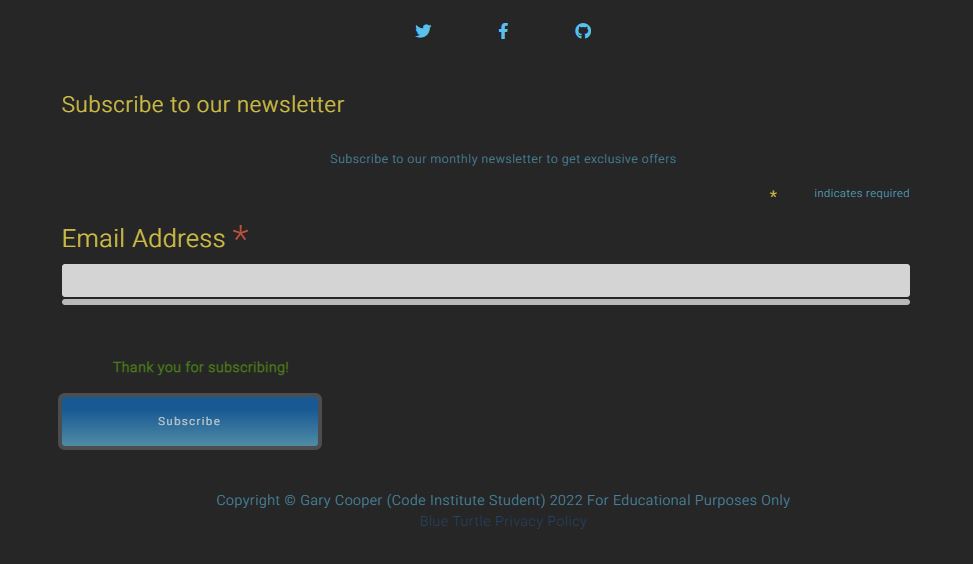 Subscribe to our newsletter
Subscribe to our monthly newsletter to get exclusive offers
* indicates required
Email Address *
Thank you for subscribing!
Subscribe
Copyright © Gary Cooper (Code Institute Student) 2022 For Educational Purposes Only
Blue Turtle Privacy Policy